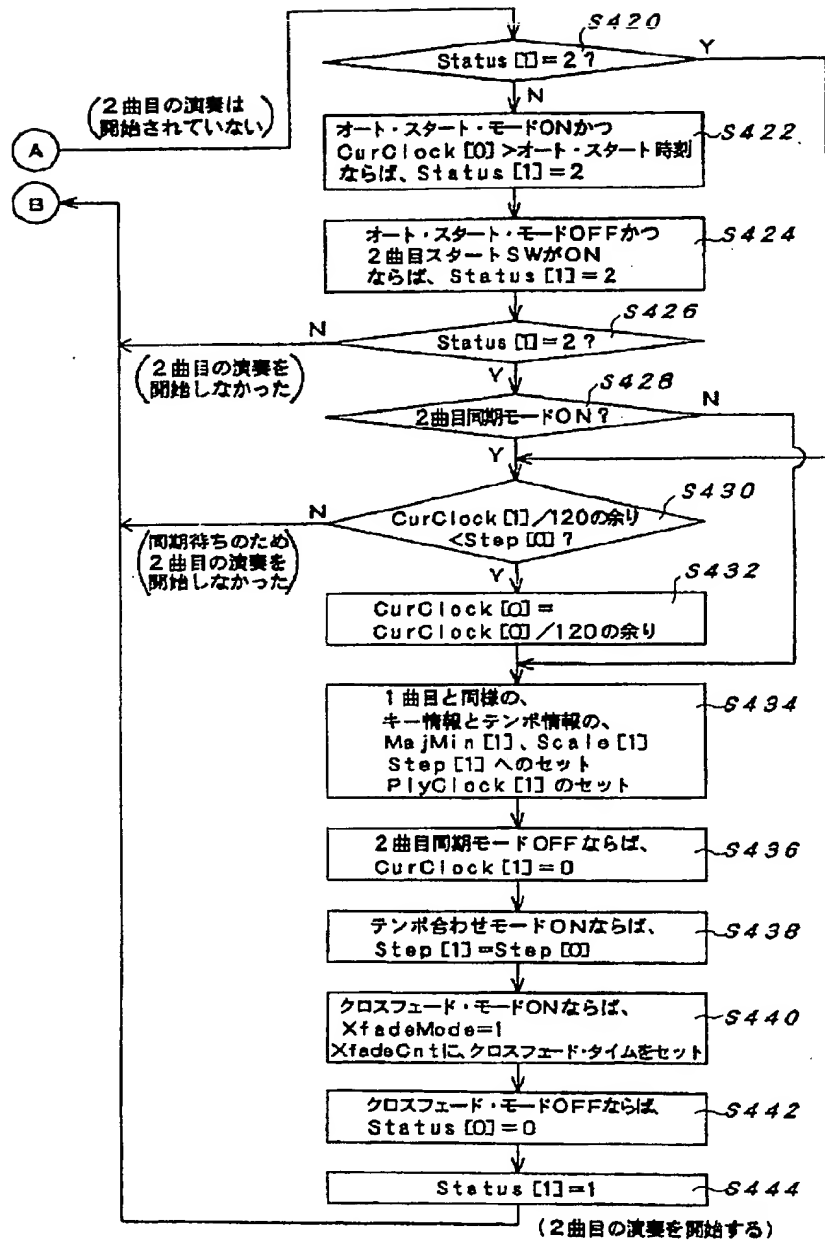 S420
Status[1]=2?
Y
N
(2曲目の演奏は
開始されていない)
A
B
オート・スタート・モードONかつ
CurClock[0]>オート・スタート時刻
ならば、Status[1]=2
S422
オート・スタート・モードOFFかつ
2曲目スタートSWがON
ならば、Status[1]=2
S424
S426
Status[1]=2?
N
Y
(2曲目の演奏を
開始しなかった)
S428
2曲目同期モードON?
N
Y
S430
CurClock[1]/120の余り
<Step[0]?
N
Y
(同期待ちのため
2曲目の演奏を
開始しなかった)
S432
CurClock[0]=
CurClock[0]/120の余り
1曲目と同様の、
キー情報とテンポ情報の、
MajMin[1]、Scale[1]
Step[1]へのセット
PlyClock[1]のセット
S434
2曲目同期モードOFFならば、
CurClock[1]=0
S436
テンポ合わせモードONならば、
Step[1]=Step[0]
S438
クロスフェード・モードONならば、
XfadeMode=1
XfadeCntに、クロスフェード・タイムをセット
S440
クロスフェード・モードOFFならば、
Status[0]=0
S442
Status[1]=1
S444
(2曲目の演奏を開始する)